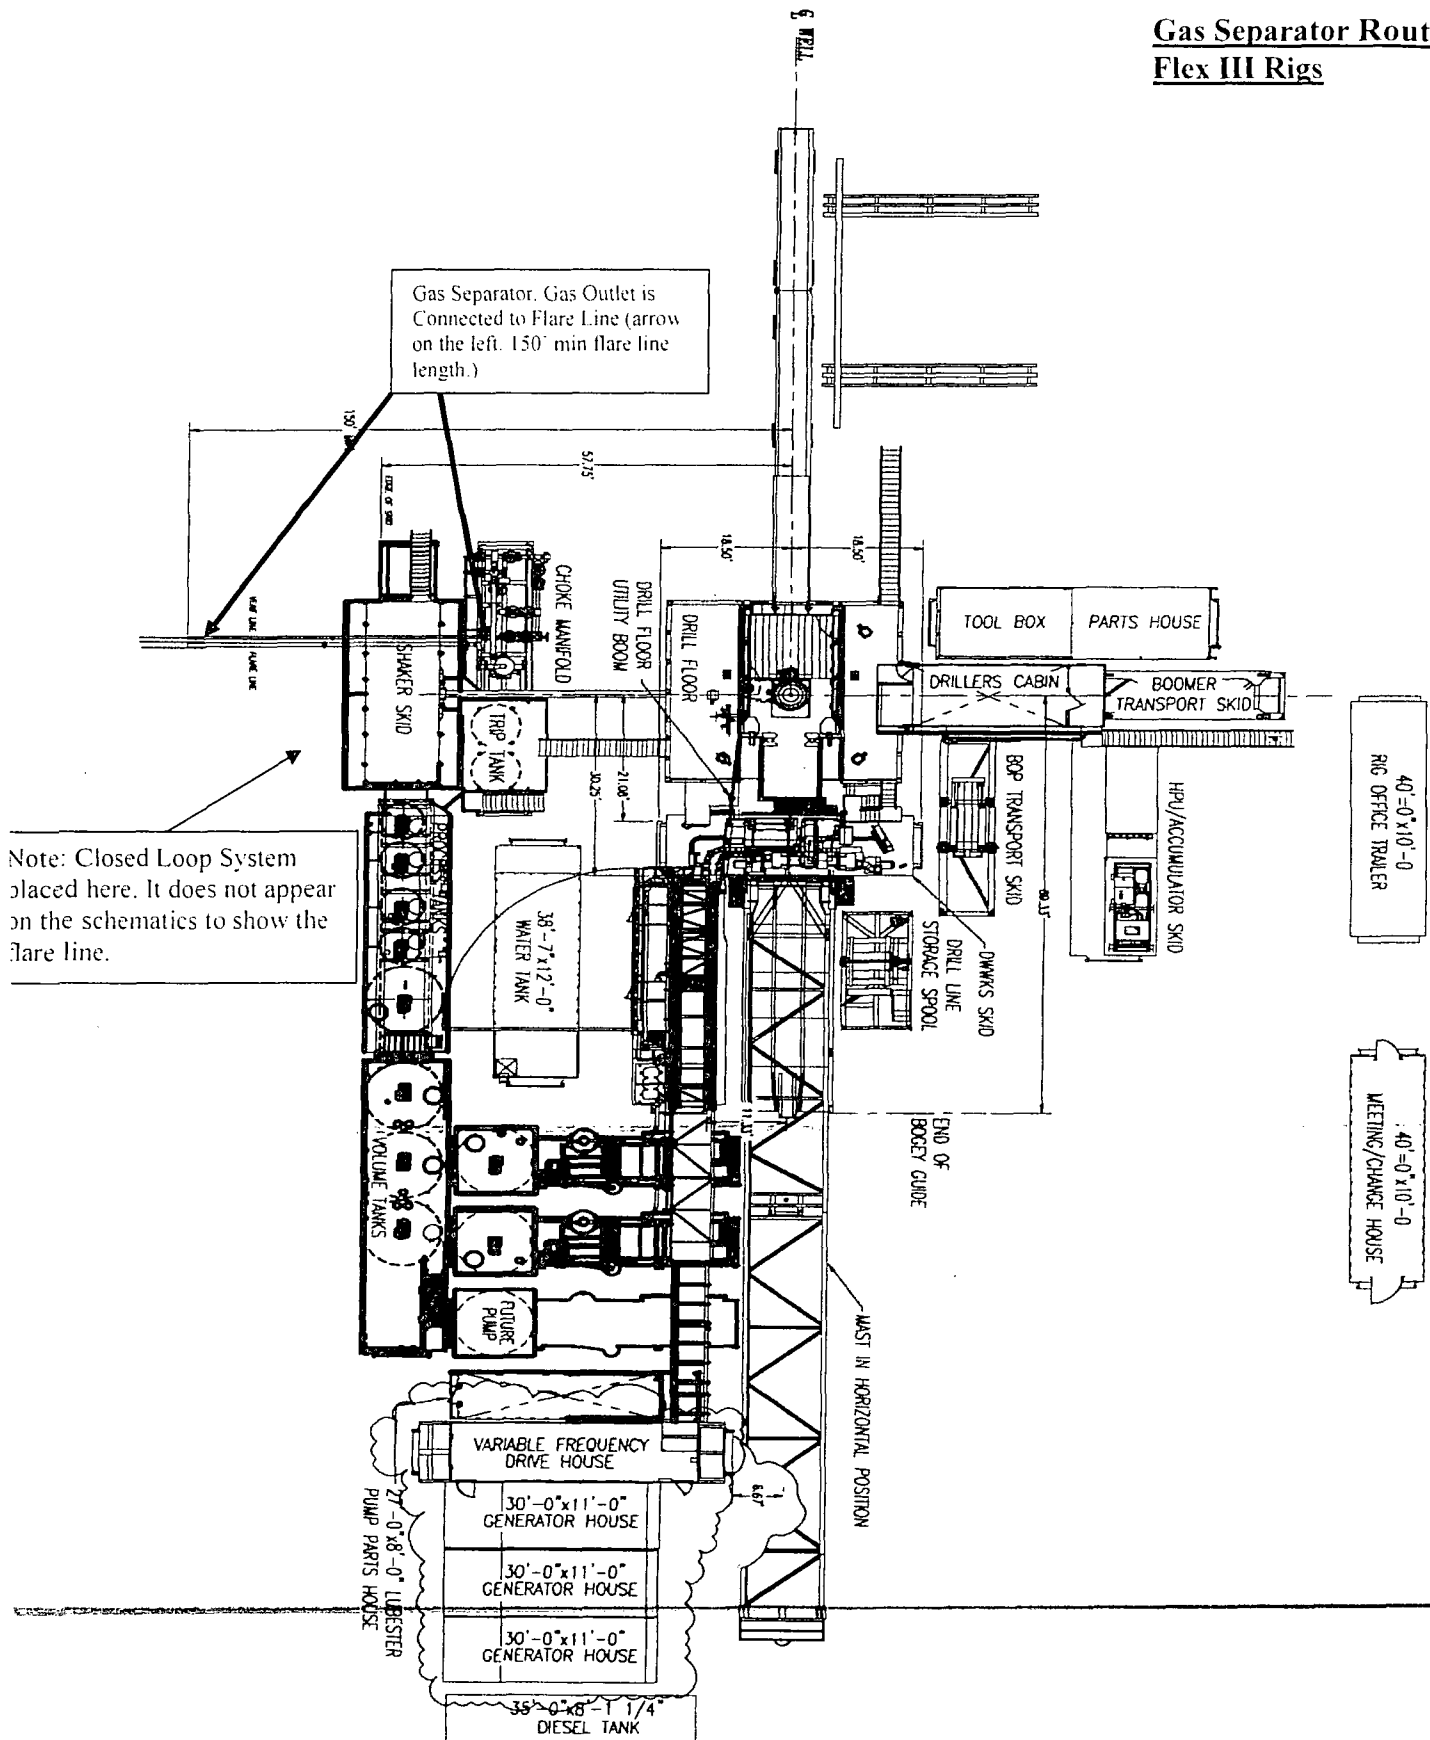 Gas Separator Rout
Flex III Rigs
℄ WELL
Gas Separator. Gas Outlet is
Connected to Flare Line (arrow
on the left. 150' min flare line
length.)
150'
57.75'
EDGE OF SKID
18.50'
18.50'
CHOKE MANIFOLD
DRILL FLOOR
UTILITY BOOM
DRILL FLOOR
TOOL BOX
PARTS HOUSE
SHAKER SKID
FLARE LINE
DRILLERS CABIN
BOOMER
TRANSPORT SKID
TRIP
TANK
21.08'
30.25'
BOP TRANSPORT SKID
HPU/ACCUMULATOR SKID
40'=0"x10'-0
RIG OFFICE TRAILER
Note: Closed Loop System
placed here. It does not appear
on the schematics to show the
flare line.
38'-7"x12'-0"
WATER TANK
DRILL LINE
STORAGE SPOOL
DWWKS SKID
END OF
BOGEY GUIDE
40'=0"x10'-0
MEETING/CHANGE HOUSE
VOLUME TANKS
FUTURE
PUMP
MAST IN HORIZONTAL POSITION
VARIABLE FREQUENCY
DRIVE HOUSE
6.67'
27'-0"x8'-0" LUBESTER
PUMP PARTS HOUSE
30'-0"x11'-0"
GENERATOR HOUSE
30'-0"x11'-0"
GENERATOR HOUSE
30'-0"x11'-0"
GENERATOR HOUSE
35'-0"x8'-1 1/4"
DIESEL TANK